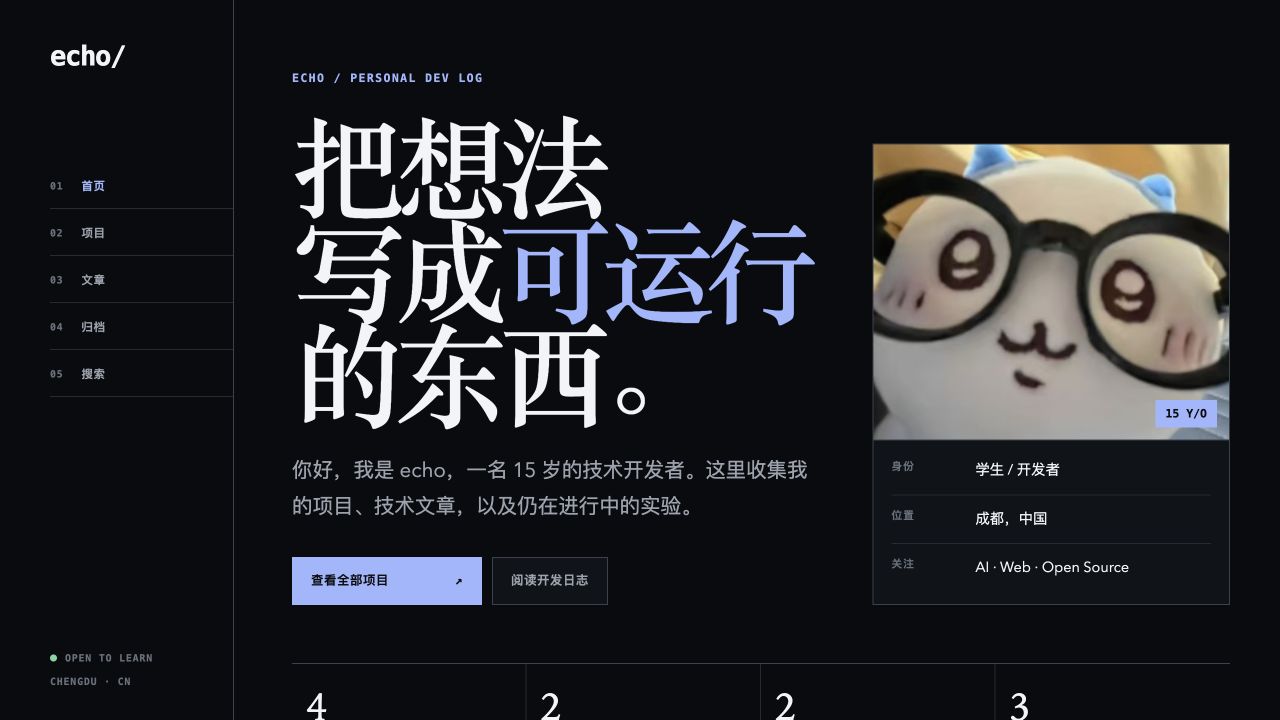 echo/
01 首页
02 项目
03 文章
04 归档
05 搜索
OPEN TO LEARN
CHENGDU · CN
ECHO / PERSONAL DEV LOG
把想法
写成可运行
的东西。
你好，我是 echo，一名 15 岁的技术开发者。这里收集我
的项目、技术文章，以及仍在进行中的实验。
查看全部项目 ↗
阅读开发日志
15 Y/O
身份 学生 / 开发者
位置 成都，中国
关注 AI · Web · Open Source
4 2 2 3